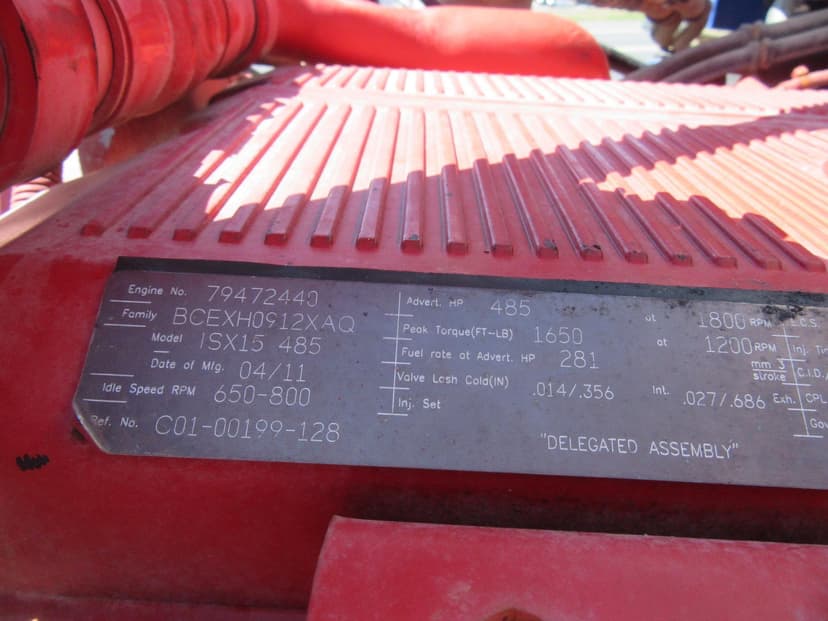 Engine No. 79472440
Family BCEXH0912XAQ
Model ISX15 485
Date of Mfg. 04/11
Idle Speed RPM 650-800
Ref. No. C01-00199-128
Advert. HP 485 at 1800 RPM
Peak Torque(FT-LB) 1650 at 1200 RPM
Fuel rate at Advert. HP 281 mm 3 stroke
Valve Lash Cold(IN) .014/.356 Int. .027/.686 Exh.
Inj. Set
"DELEGATED ASSEMBLY"
E.C.S.
Inj.
C.I.D.
CPL
Gov